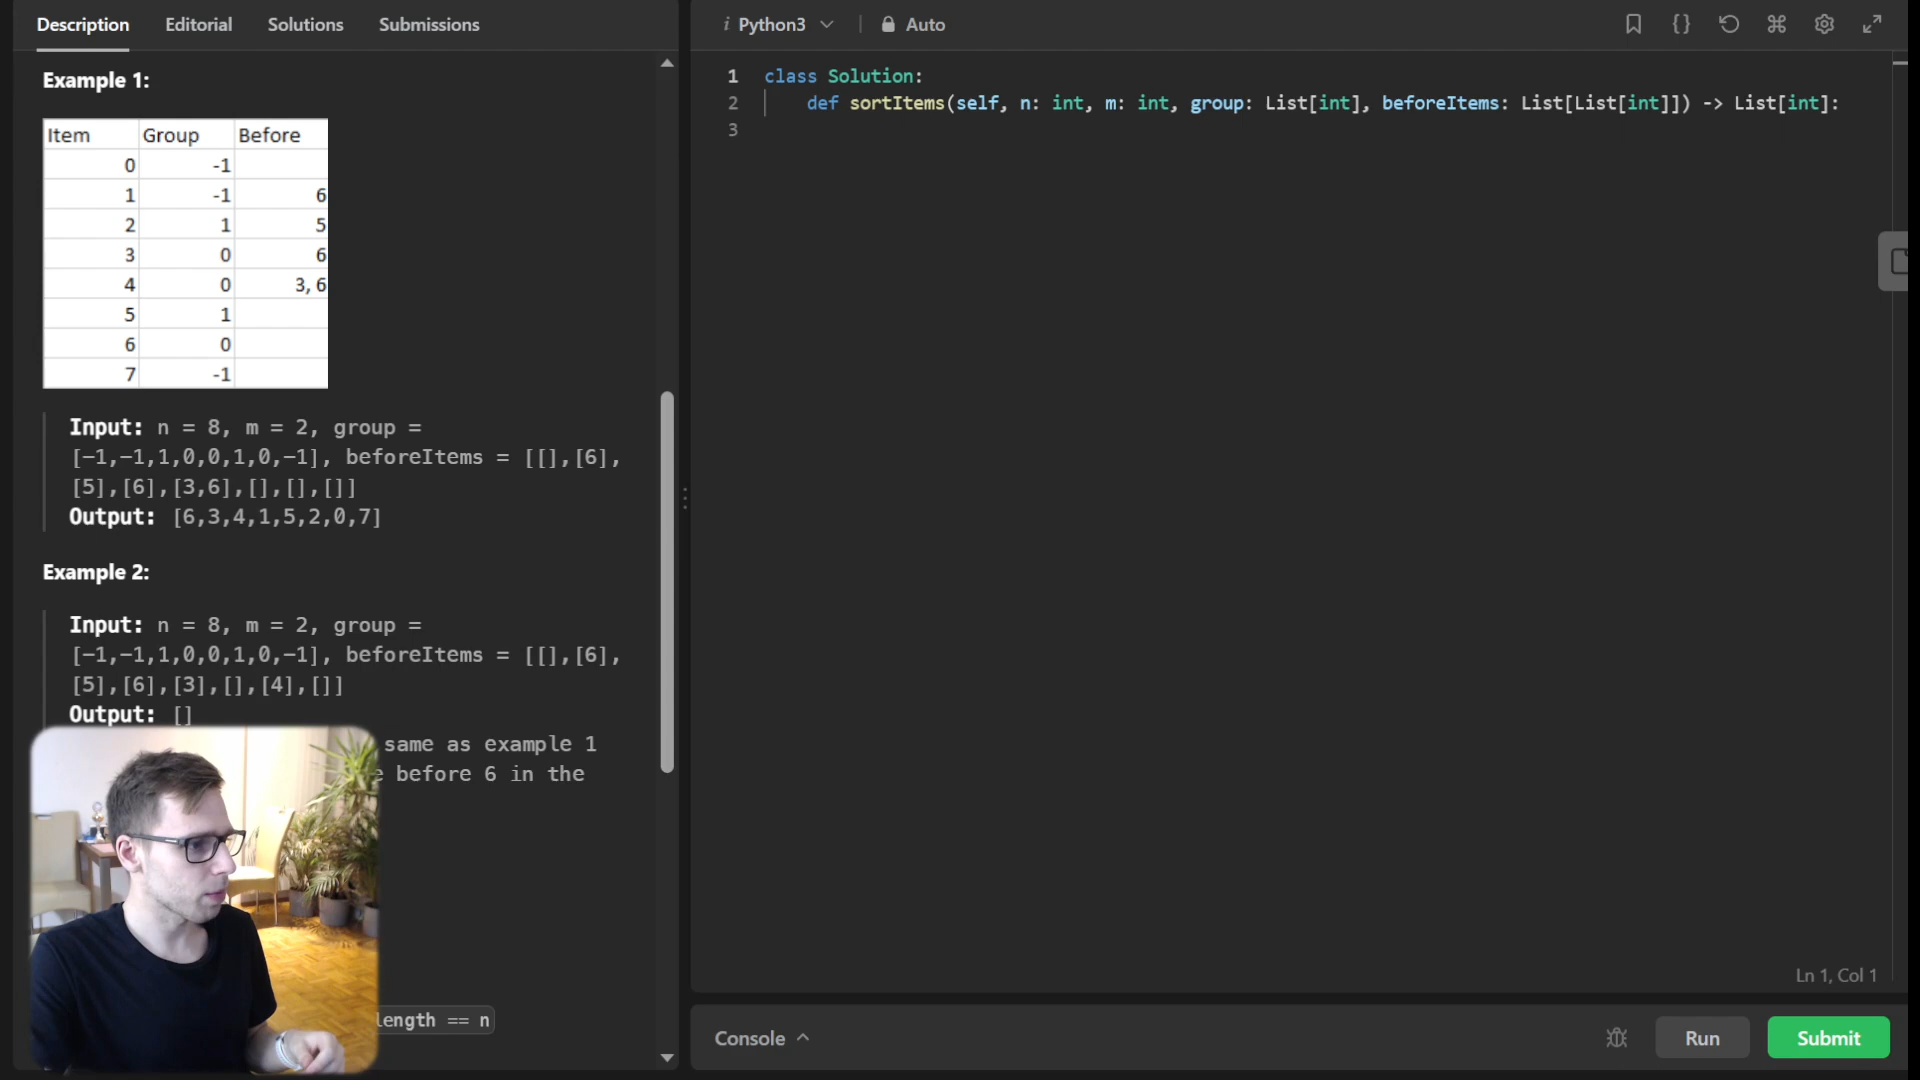 Description Editorial Solutions Submissions
Example 1:
Item Group Before
0 -1
1 -1 6
2 1 5
3 0 6
4 0 3, 6
5 1
6 0
7 -1
Input: n = 8, m = 2, group =
[-1,-1,1,0,0,1,0,-1], beforeItems = [[],[6],
[5],[6],[3,6],[],[],[]]
Output: [6,3,4,1,5,2,0,7]
Example 2:
Input: n = 8, m = 2, group =
[-1,-1,1,0,0,1,0,-1], beforeItems = [[],[6],
[5],[6],[3],[],[4],[]]
Output: []
same as example 1
before 6 in the
length == n
i Python3 Auto
1 class Solution:
2 def sortItems(self, n: int, m: int, group: List[int], beforeItems: List[List[int]]) -> List[int]:
3
Ln 1, Col 1
Console Run Submit